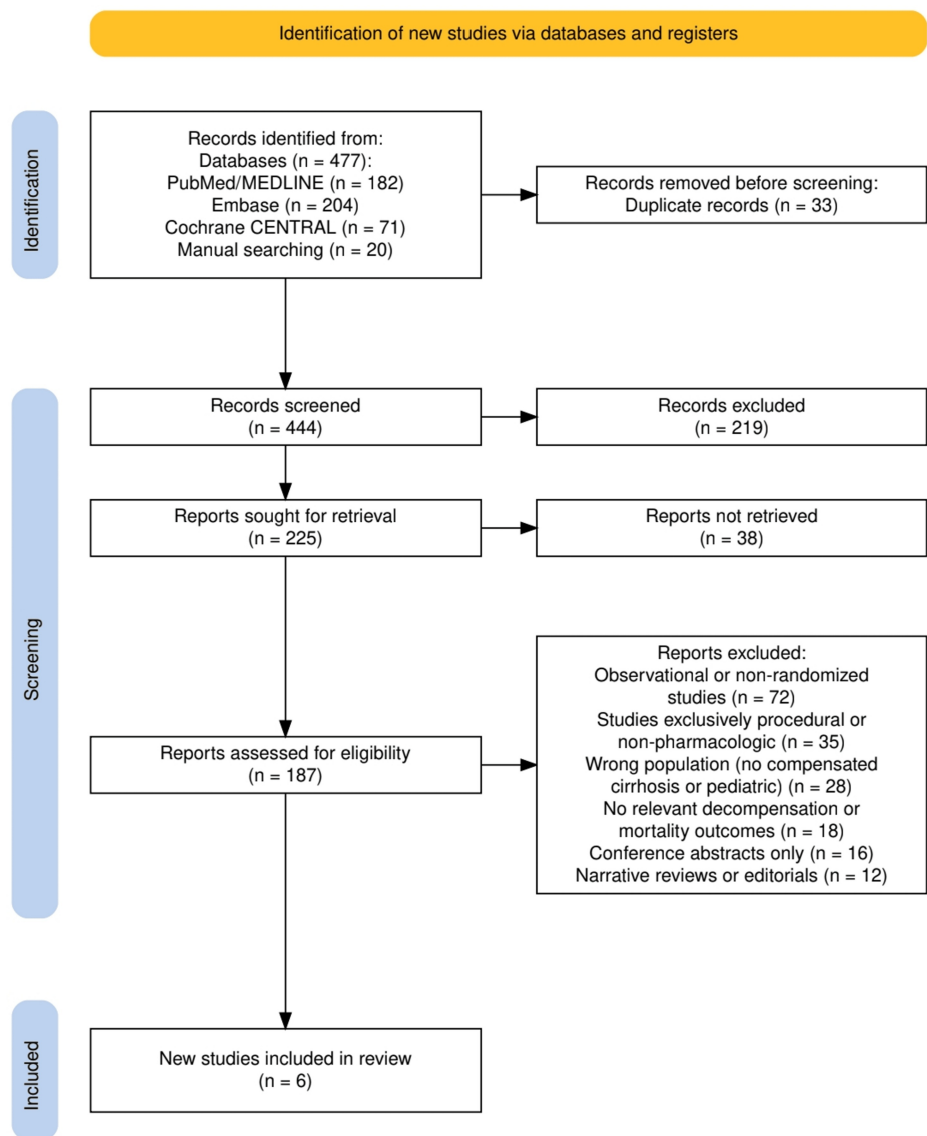 Identification of new studies via databases and registers
Identification
Records identified from:
Databases (n = 477):
PubMed/MEDLINE (n = 182)
Embase (n = 204)
Cochrane CENTRAL (n = 71)
Manual searching (n = 20)
Records removed before screening:
Duplicate records (n = 33)
Screening
Records screened
(n = 444)
Records excluded
(n = 219)
Reports sought for retrieval
(n = 225)
Reports not retrieved
(n = 38)
Reports assessed for eligibility
(n = 187)
Reports excluded:
Observational or non-randomized
studies (n = 72)
Studies exclusively procedural or
non-pharmacologic (n = 35)
Wrong population (no compensated
cirrhosis or pediatric) (n = 28)
No relevant decompensation or
mortality outcomes (n = 18)
Conference abstracts only (n = 16)
Narrative reviews or editorials (n = 12)
Included
New studies included in review
(n = 6)